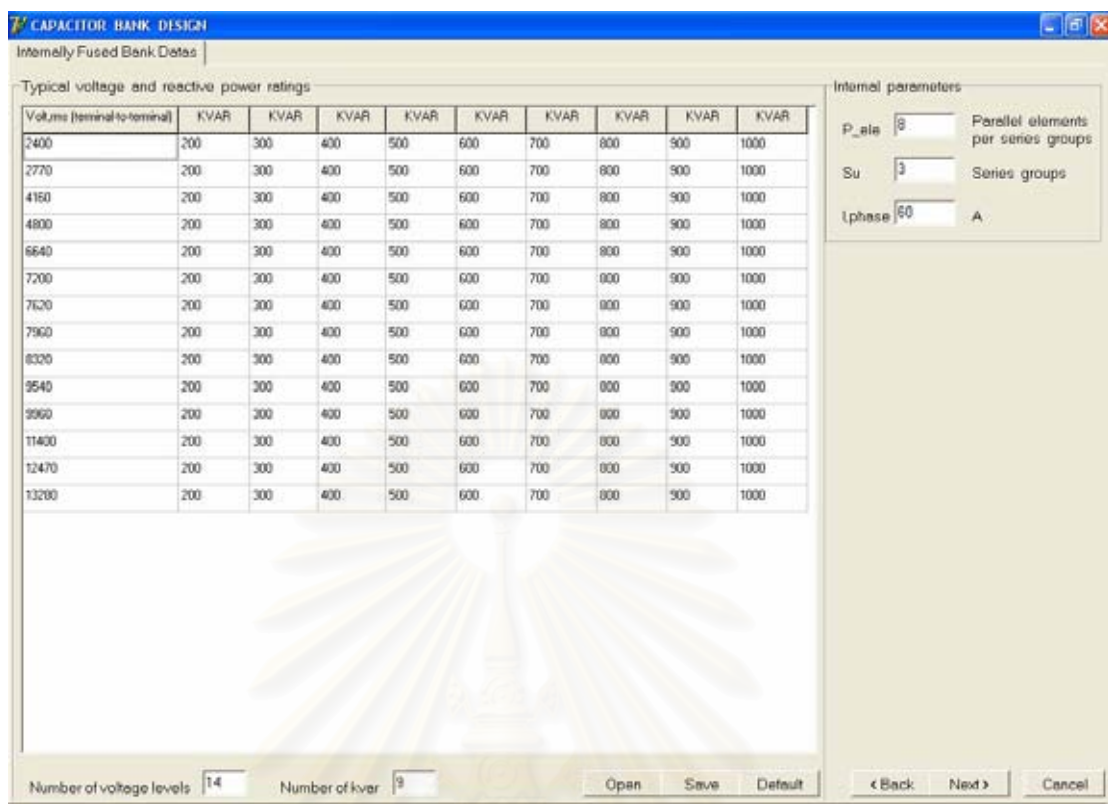 CAPACITOR BANK DESIGN
Internally Fused Bank Datas
Typical voltage and reactive power ratings
Volt,rms (terminal-to-terminal) KVAR KVAR KVAR KVAR KVAR KVAR KVAR KVAR KVAR
2400 200 300 400 500 600 700 800 900 1000
2770 200 300 400 500 600 700 800 900 1000
4160 200 300 400 500 600 700 800 900 1000
4800 200 300 400 500 600 700 800 900 1000
6640 200 300 400 500 600 700 800 900 1000
7200 200 300 400 500 600 700 800 900 1000
7620 200 300 400 500 600 700 800 900 1000
7960 200 300 400 500 600 700 800 900 1000
8320 200 300 400 500 600 700 800 900 1000
9540 200 300 400 500 600 700 800 900 1000
9960 200 300 400 500 600 700 800 900 1000
11400 200 300 400 500 600 700 800 900 1000
12470 200 300 400 500 600 700 800 900 1000
13280 200 300 400 500 600 700 800 900 1000
Number of voltage levels 14 Number of kvar 9 Open Save Default
Internal parameters
P_ele 8 Parallel elements
per series groups
Su 3 Series groups
I,phase 60 A
< Back Next > Cancel